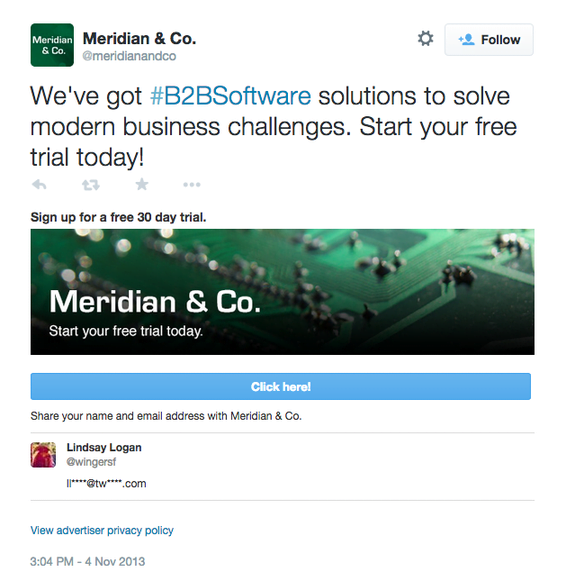 Meridian
& Co.
Meridian & Co.
@meridianandco
Follow
We've got #B2BSoftware solutions to solve
modern business challenges. Start your free
trial today!
Sign up for a free 30 day trial.
Meridian & Co.
Start your free trial today.
Click here!
Share your name and email address with Meridian & Co.
Lindsay Logan
@wingersf
ll****@tw****.com
View advertiser privacy policy
3:04 PM - 4 Nov 2013